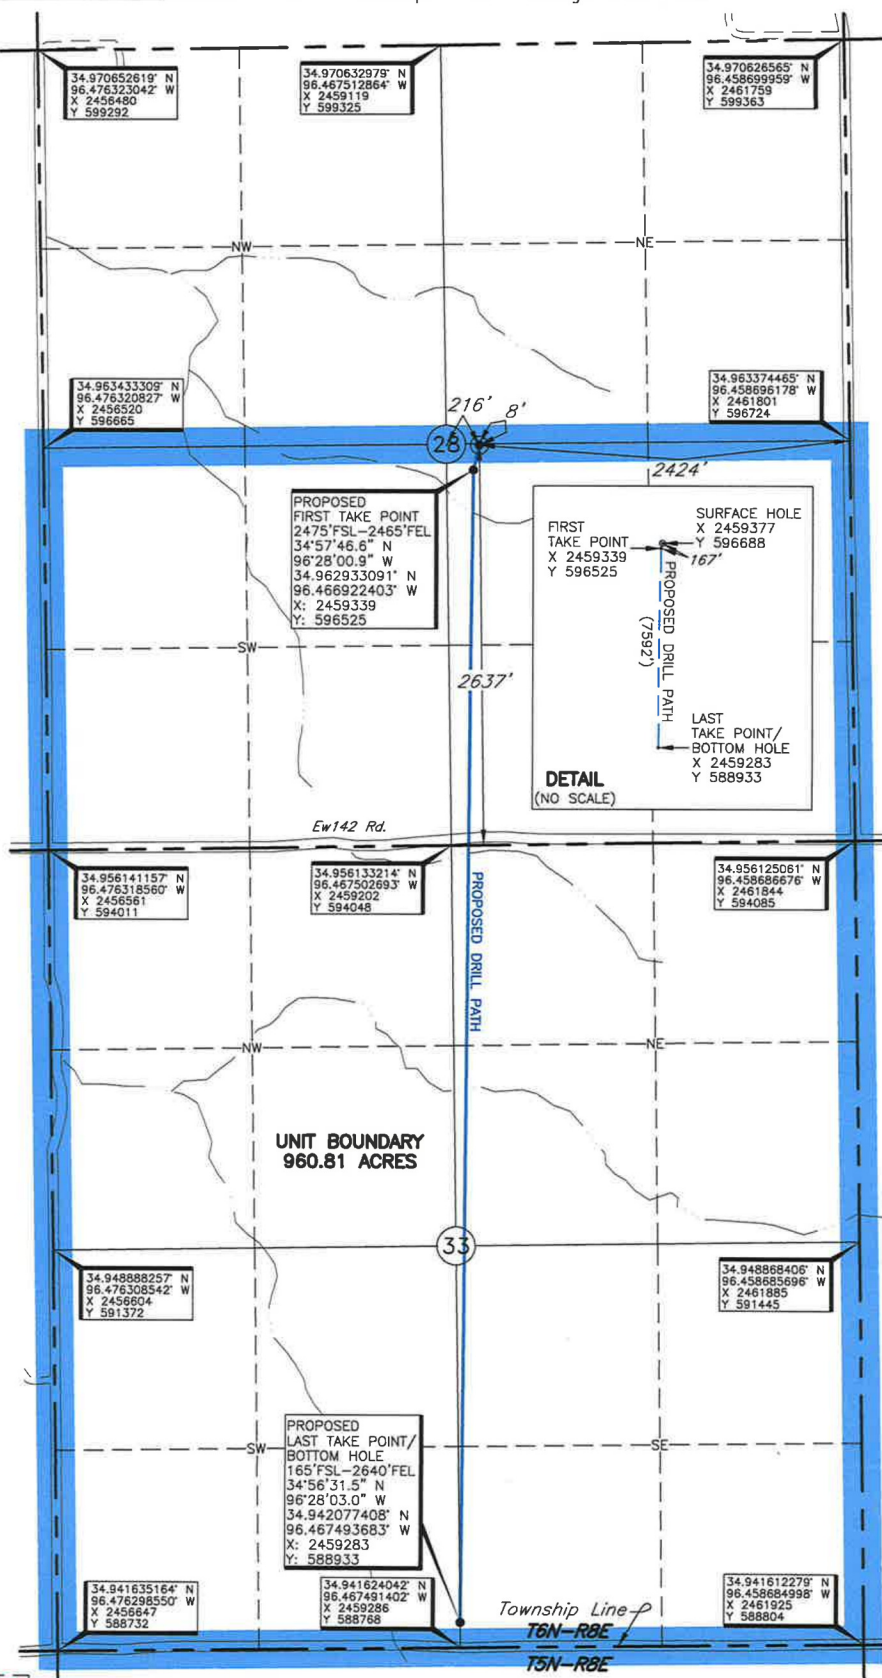 34.970652619° N
96.476323042° W
X 2456480
Y 599292
34.970632979° N
96.467512864° W
X 2459119
Y 599325
34.970626565° N
96.458699959° W
X 2461759
Y 599363
NW
NE
34.963433309° N
96.476320827° W
X 2456520
Y 596665
216'
8'
34.963374465° N
96.458696178° W
X 2461801
Y 596724
28
2424'
PROPOSED
FIRST TAKE POINT
2475'FSL-2465'FEL
34°57'46.6" N
96°28'00.9" W
34.962933091° N
96.466922403° W
X: 2459339
Y: 596525
FIRST
TAKE POINT
X 2459339
Y 596525
SURFACE HOLE
X 2459377
Y 596688
167'
PROPOSED DRILL PATH
(7592')
LAST
TAKE POINT/
BOTTOM HOLE
X 2459283
Y 588933
DETAIL
(NO SCALE)
SW
2637'
Ew142 Rd.
34.956141157° N
96.476318560° W
X 2456561
Y 594011
34.956133214° N
96.467502693° W
X 2459202
Y 594048
34.956125061° N
96.458686676° W
X 2461844
Y 594085
PROPOSED DRILL PATH
NW
NE
UNIT BOUNDARY
960.81 ACRES
33
34.948888257° N
96.476308542° W
X 2456604
Y 591372
34.948868406° N
96.458685696° W
X 2461885
Y 591445
PROPOSED
LAST TAKE POINT/
BOTTOM HOLE
165'FSL-2640'FEL
34°56'31.5" N
96°28'03.0" W
34.942077408° N
96.467493683° W
X: 2459283
Y: 588933
SW
SE
34.941635164° N
96.476298550° W
X 2456647
Y 588732
34.941624042° N
96.467491402° W
X 2459286
Y 588768
34.941612279° N
96.458684998° W
X 2461925
Y 588804
Township Line
T6N-R8E
T5N-R8E